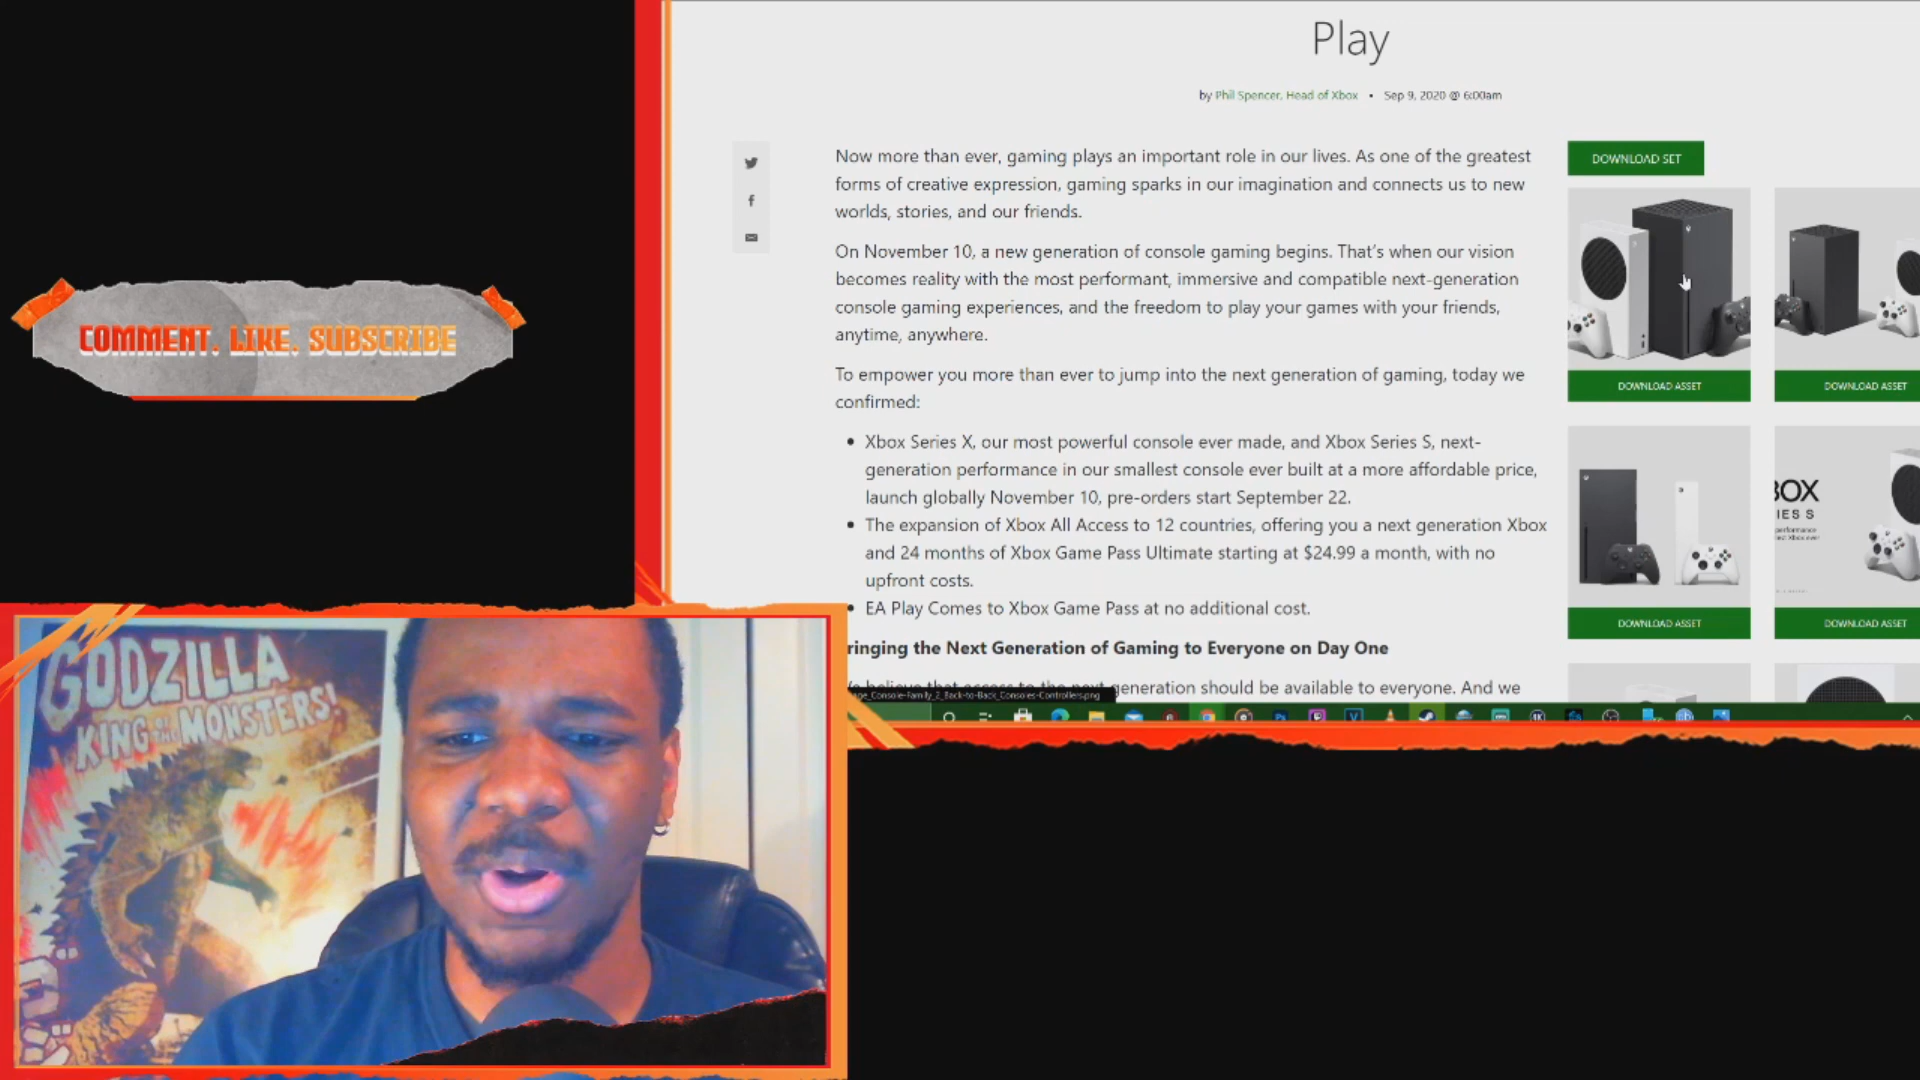 Play
by Phil Spencer, Head of Xbox • Sep 9, 2020 @ 6:00am
Now more than ever, gaming plays an important role in our lives. As one of the greatest
forms of creative expression, gaming sparks in our imagination and connects us to new
worlds, stories, and our friends.
On November 10, a new generation of console gaming begins. That's when our vision
becomes reality with the most performant, immersive and compatible next-generation
console gaming experiences, and the freedom to play your games with your friends,
anytime, anywhere.
To empower you more than ever to jump into the next generation of gaming, today we
confirmed:
• Xbox Series X, our most powerful console ever made, and Xbox Series S, next-
generation performance in our smallest console ever built at a more affordable price,
launch globally November 10, pre-orders start September 22.
• The expansion of Xbox All Access to 12 countries, offering you a next generation Xbox
and 24 months of Xbox Game Pass Ultimate starting at $24.99 a month, with no
upfront costs.
• EA Play Comes to Xbox Game Pass at no additional cost.
ringing the Next Generation of Gaming to Everyone on Day One
generation should be available to everyone. And we
ape_Console-Family_2_Back-to-Back_Consoles-Controllers.png
DOWNLOAD SET
DOWNLOAD ASSET
DOWNLOAD ASSET
BOX
IES S
DOWNLOAD ASSET
DOWNLOAD ASSET
COMMENT. LIKE. SUBSCRIBE
GODZILLA
KING OF THE MONSTERS!